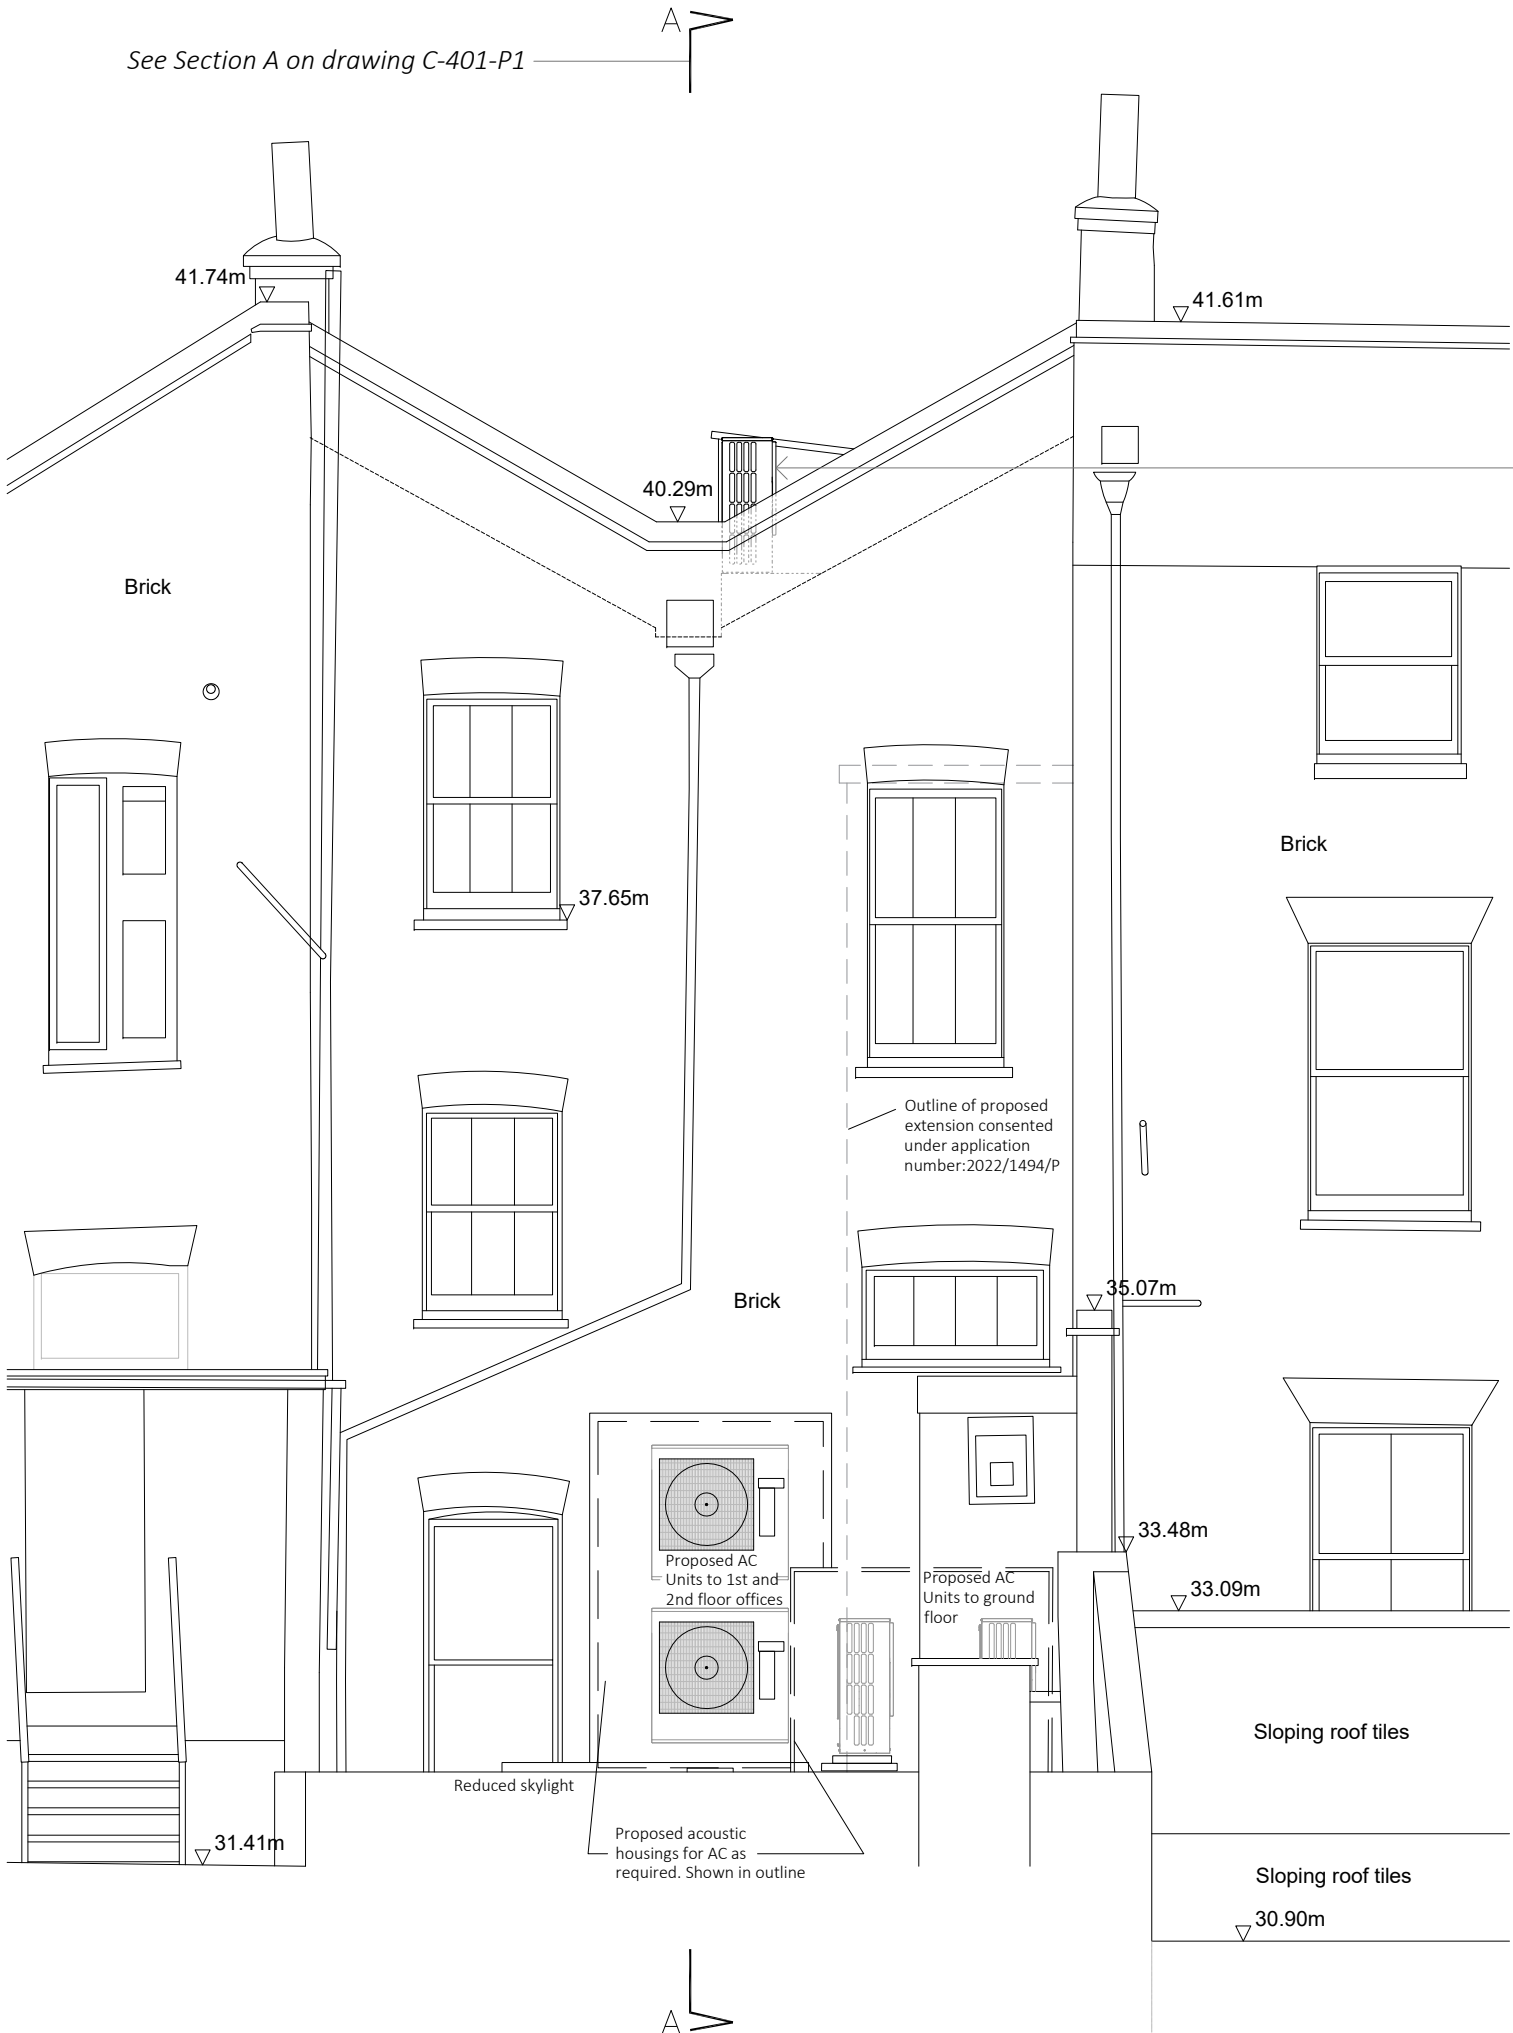 A
See Section A on drawing C-401-P1
41.74m
41.61m
40.29m
Brick
Brick
37.65m
Outline of proposed
extension consented
under application
number:2022/1494/P
35.07m
Brick
33.48m
Proposed AC
Units to 1st and
2nd floor offices
Proposed AC
Units to ground
floor
33.09m
Sloping roof tiles
Reduced skylight
Proposed acoustic
housings for AC as
required. Shown in outline
31.41m
Sloping roof tiles
30.90m
A